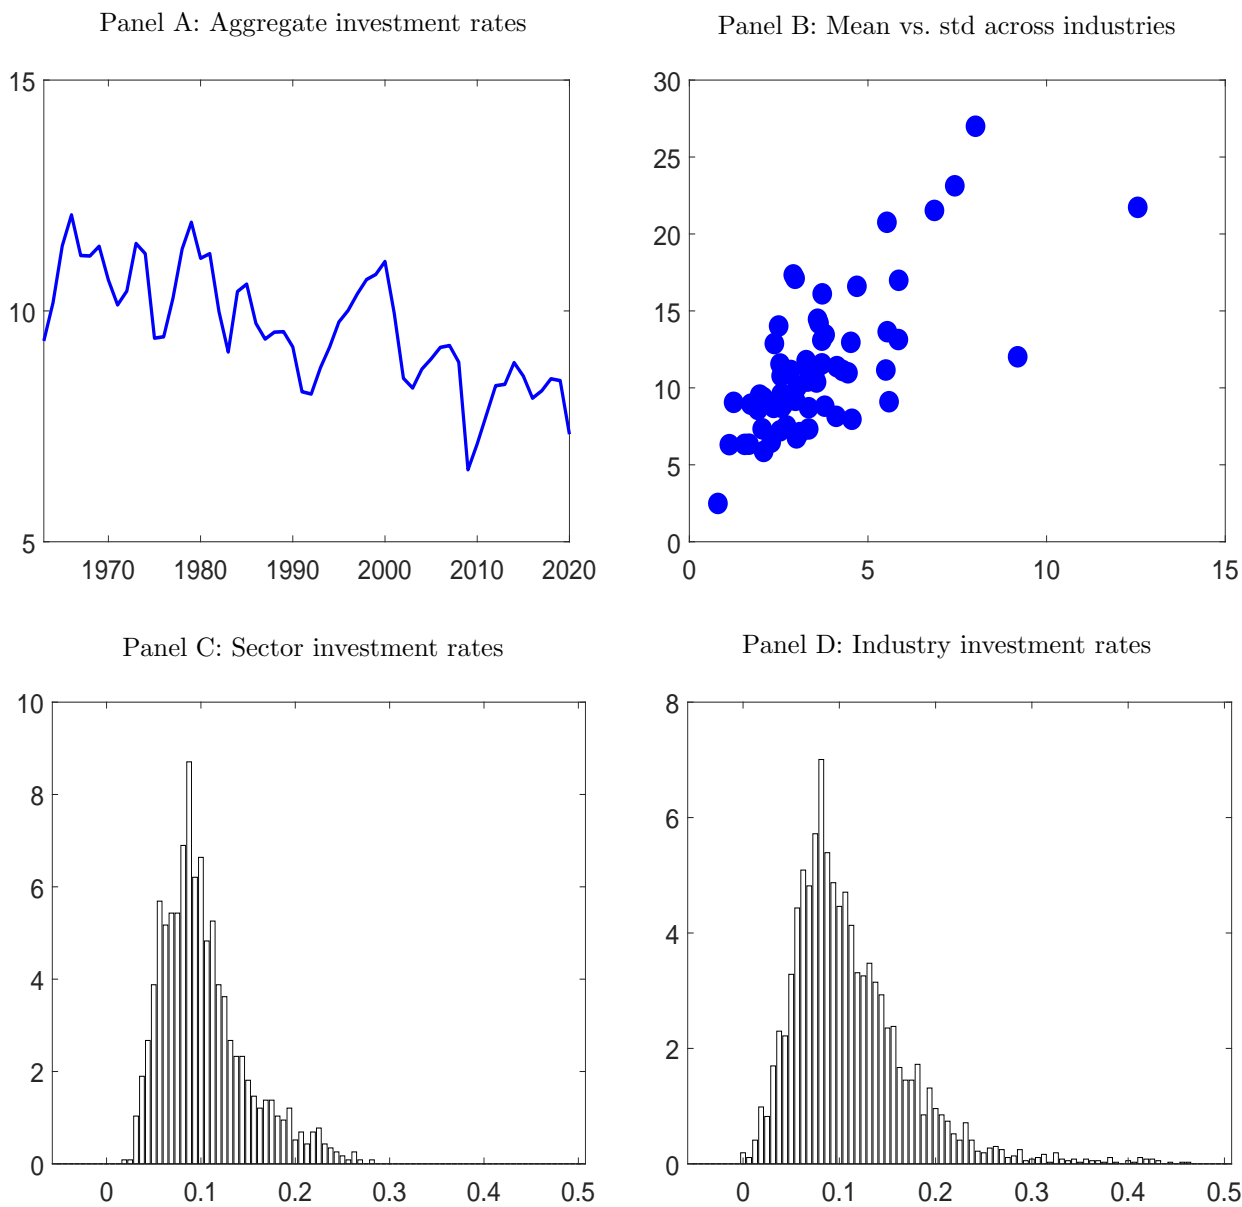 Panel A: Aggregate investment rates
15
10
5
1970 1980 1990 2000 2010 2020
Panel B: Mean vs. std across industries
30
25
20
15
10
5
0
0 5 10 15
Panel C: Sector investment rates
10
8
6
4
2
0
0 0.1 0.2 0.3 0.4 0.5
Panel D: Industry investment rates
8
6
4
2
0
0 0.1 0.2 0.3 0.4 0.5